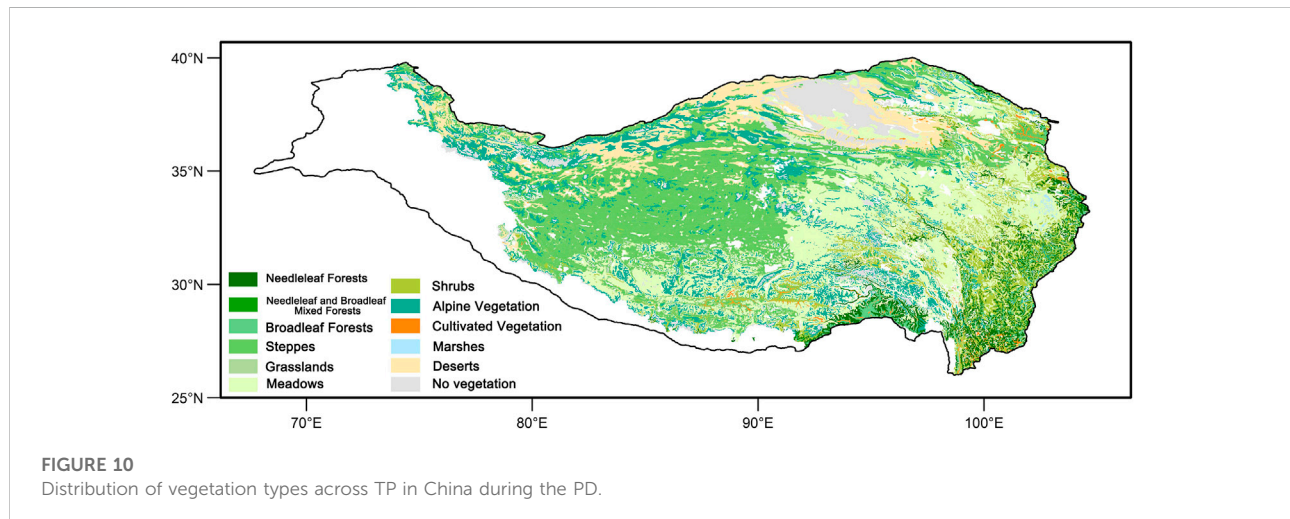 40°N
35°N
30°N
25°N
Needleleaf Forests
Needleleaf and Broadleaf
Mixed Forests
Broadleaf Forests
Steppes
Grasslands
Meadows
Shrubs
Alpine Vegetation
Cultivated Vegetation
Marshes
Deserts
No vegetation
70°E
80°E
90°E
100°E
FIGURE 10
Distribution of vegetation types across TP in China during the PD.